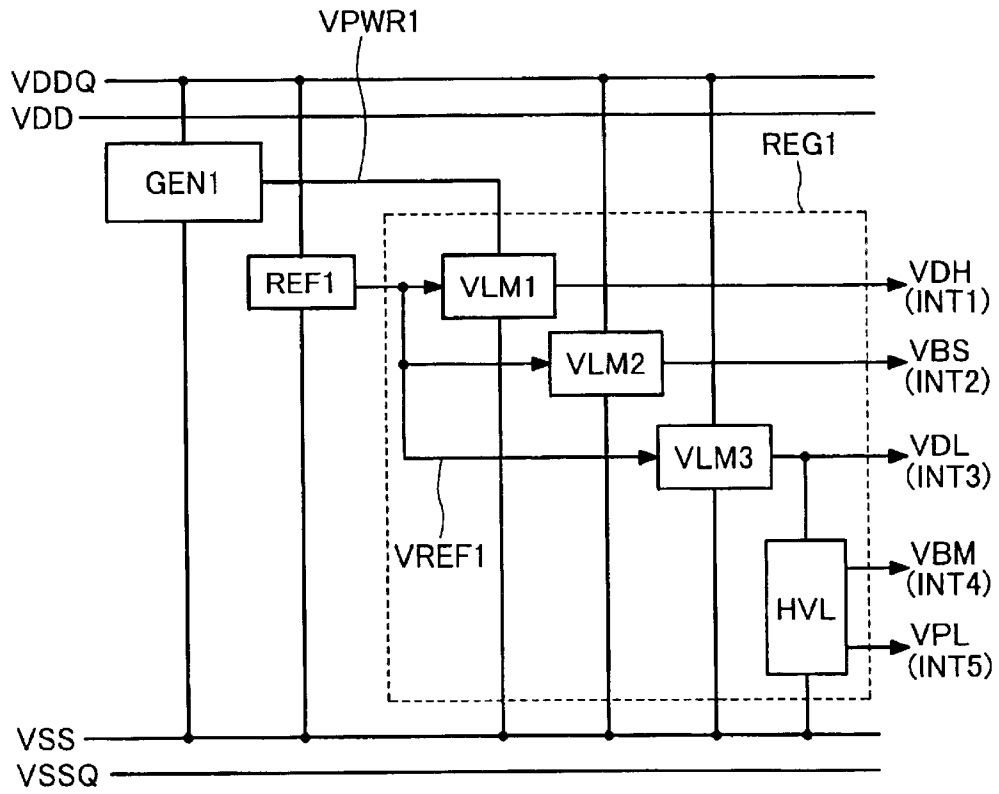 VPWR1
VDDQ
VDD
REG1
GEN1
REF1
VLM1
VDH
(INT1)
VLM2
VBS
(INT2)
VLM3
VDL
(INT3)
VREF1
VBM
(INT4)
HVL
VPL
(INT5)
VSS
VSSQ